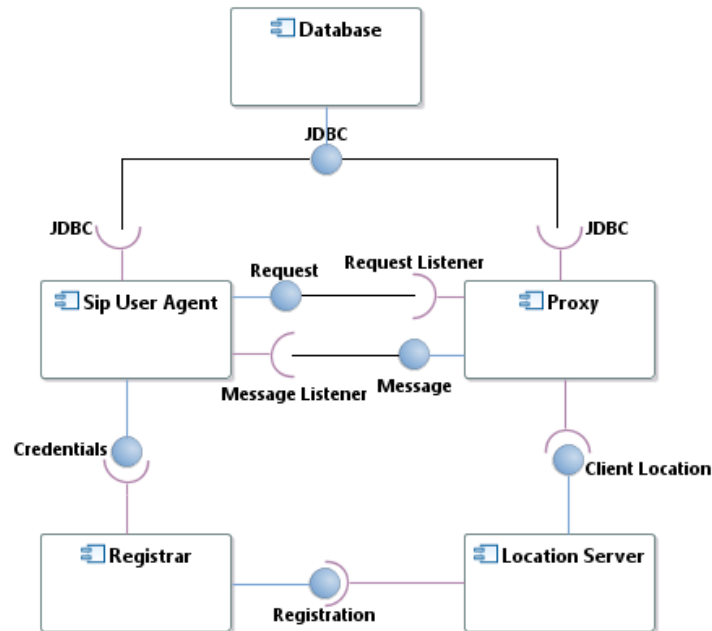 Database
JDBC
JDBC
JDBC
Request
Request Listener
Sip User Agent
Proxy
Message Listener
Message
Credentials
Client Location
Registrar
Location Server
Registration